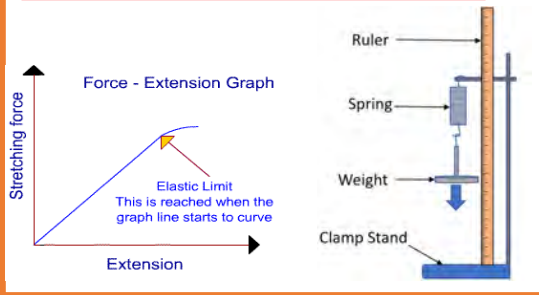 Force - Extension Graph
Stretching force
Elastic Limit
This is reached when the
graph line starts to curve
Extension
Ruler
Spring
Weight
Clamp Stand